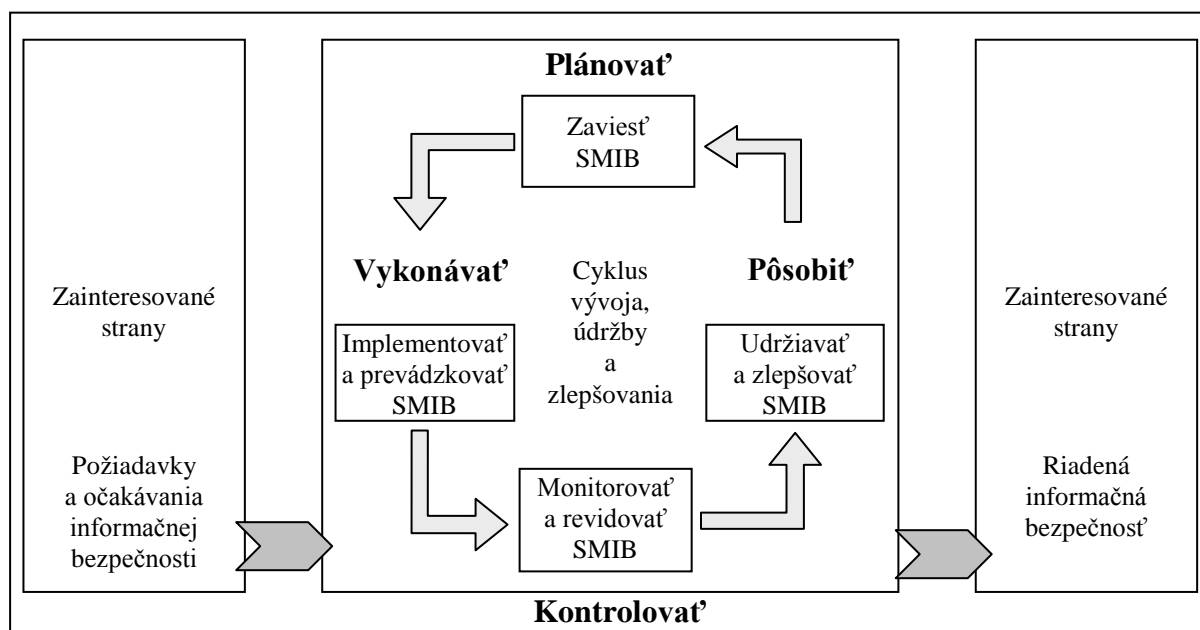 Plánovať
Zaviesť
SMIB
Vykonávať
Cyklus
vývoja,
údržby
a
zlepšovania
Pôsobiť
Zainteresované
strany
Implementovať
a prevádzkovať
SMIB
Udržiavať
a zlepšovať
SMIB
Zainteresované
strany
Požiadavky
a očakávania
informačnej
bezpečnosti
Monitorovať
a revidovať
SMIB
Riadená
informačná
bezpečnosť
Kontrolovať